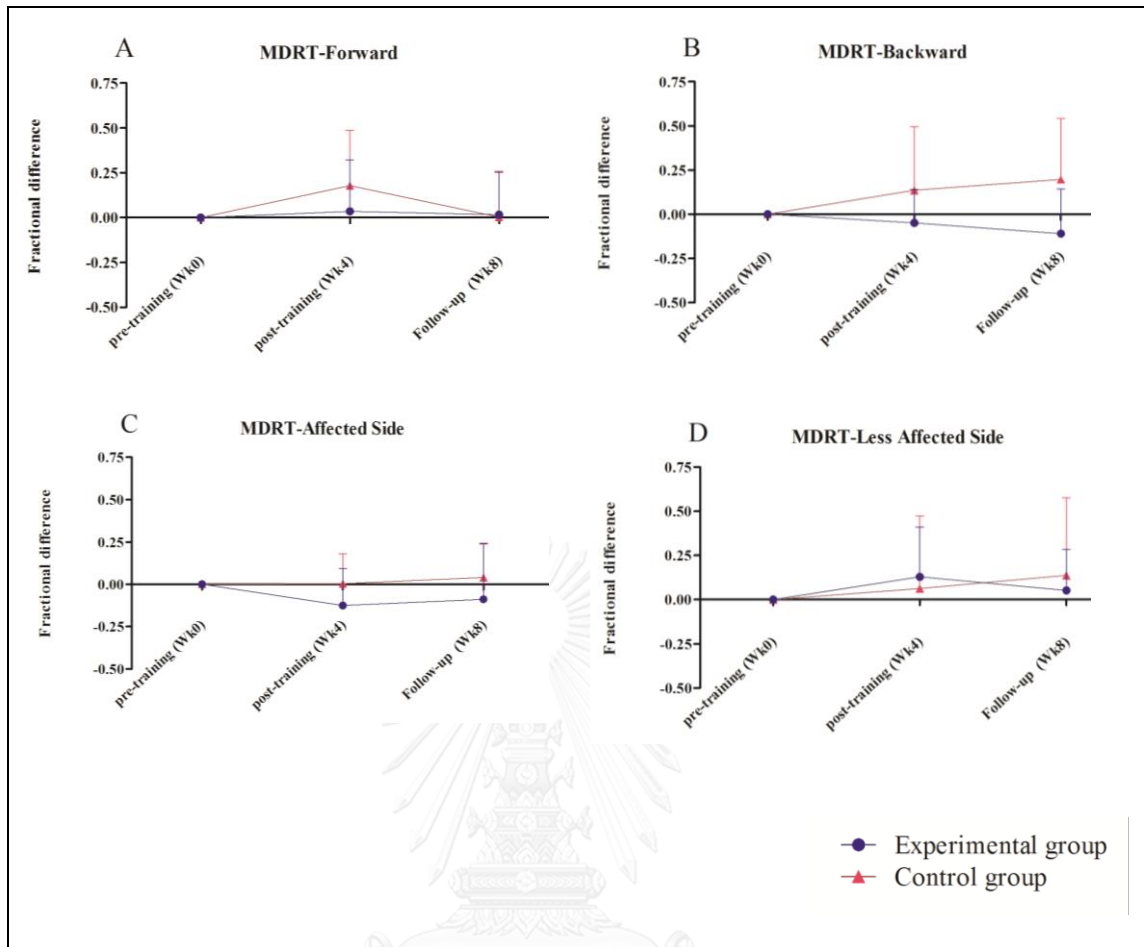 A
MDRT-Forward
Fractional difference
0.75
0.50
0.25
0.00
-0.25
-0.50
pre-training (Wk0)
post-training (Wk4)
Follow-up (Wk8)
B
MDRT-Backward
Fractional difference
0.75
0.50
0.25
0.00
-0.25
-0.50
pre-training (Wk0)
post-training (Wk4)
Follow-up (Wk8)
C
MDRT-Affected Side
Fractional difference
0.75
0.50
0.25
0.00
-0.25
-0.50
pre-training (Wk0)
post-training (Wk4)
Follow-up (Wk8)
D
MDRT-Less Affected Side
Fractional difference
0.75
0.50
0.25
0.00
-0.25
-0.50
pre-training (Wk0)
post-training (Wk4)
Follow-up (Wk8)
Experimental group
Control group